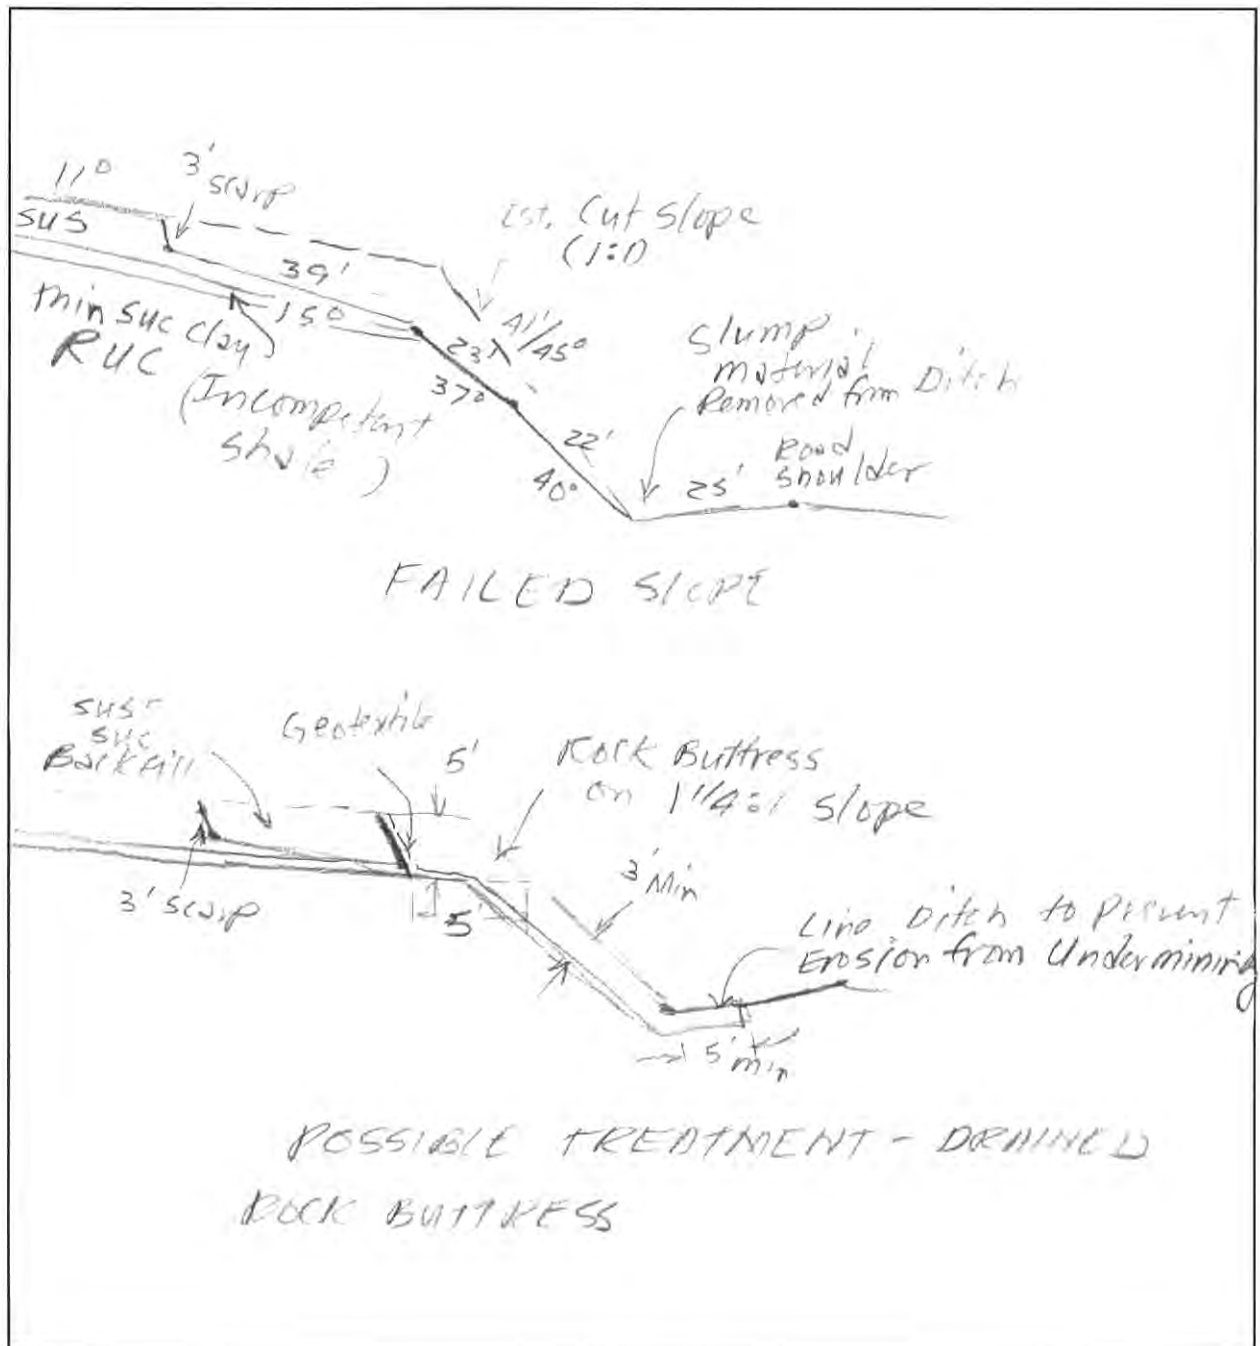 11°
3'
scarp
Est. Cut Slope
(1:1)
SUS
39'
15°
thin SUC Clay
RUC
(Incompetent
Shale)
23'
37°
41'/45°
Slump
material
Removed from Ditch
22'
40°
25'
Road
Shoulder
FAILED SLOPE
SUS-
SUC
Backfill
Geotextile
5'
Rock Buttress
on 1 1/4:1 Slope
3' scarp
5'
3' Min
Line Ditch to Prevent
Erosion from Undermining
5' min
POSSIBLE TREATMENT - DRAINED
ROCK BUTTRESS